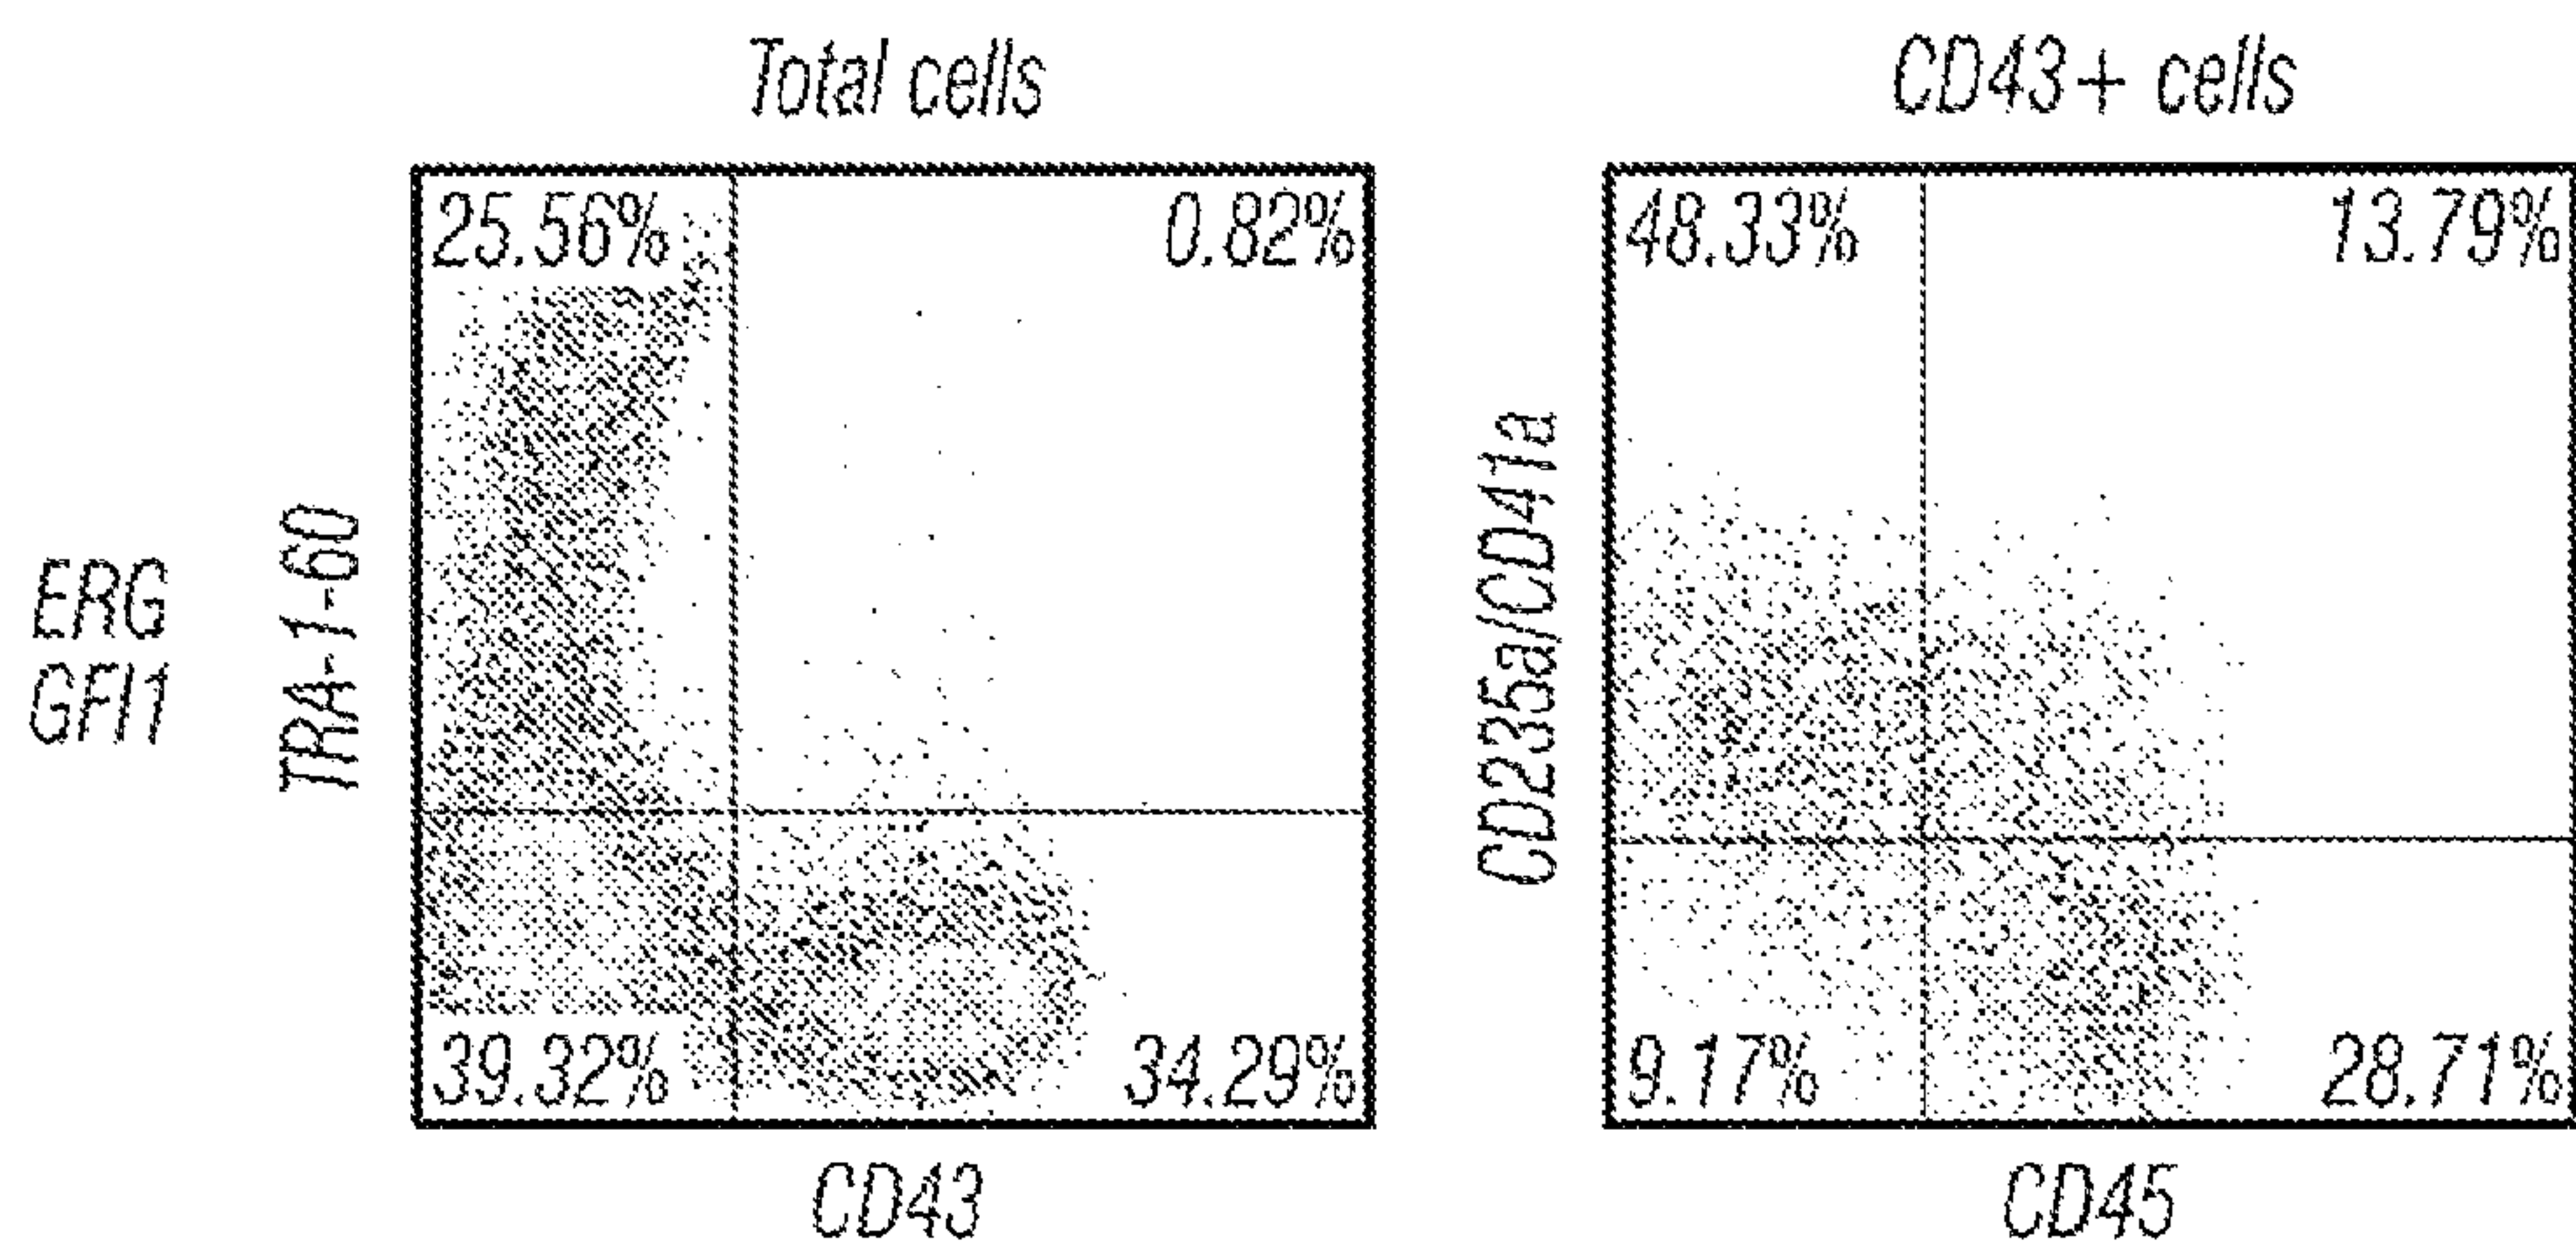 Total cells
CD43+ cells
ERG
GFI1
TRA-1-60
25.56%
0.82%
39.32%
34.29%
CD43
CD235a/CD41a
48.33%
13.79%
9.17%
28.71%
CD45